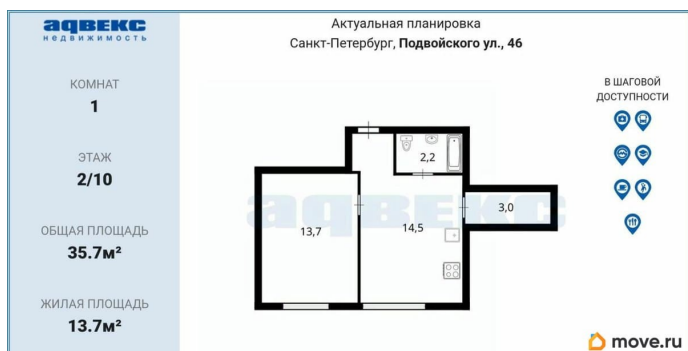 адвекс
недвижимость
КОМНАТ
1
ЭТАЖ
2/10
ОБЩАЯ ПЛОЩАДЬ
35.7м²
ЖИЛАЯ ПЛОЩАДЬ
13.7м²
Актуальная планировка
Санкт-Петербург, Подвойского ул., 46
2,2
3,0
13,7
14,5
адвекс
В ШАГОВОЙ
ДОСТУПНОСТИ
move.ru